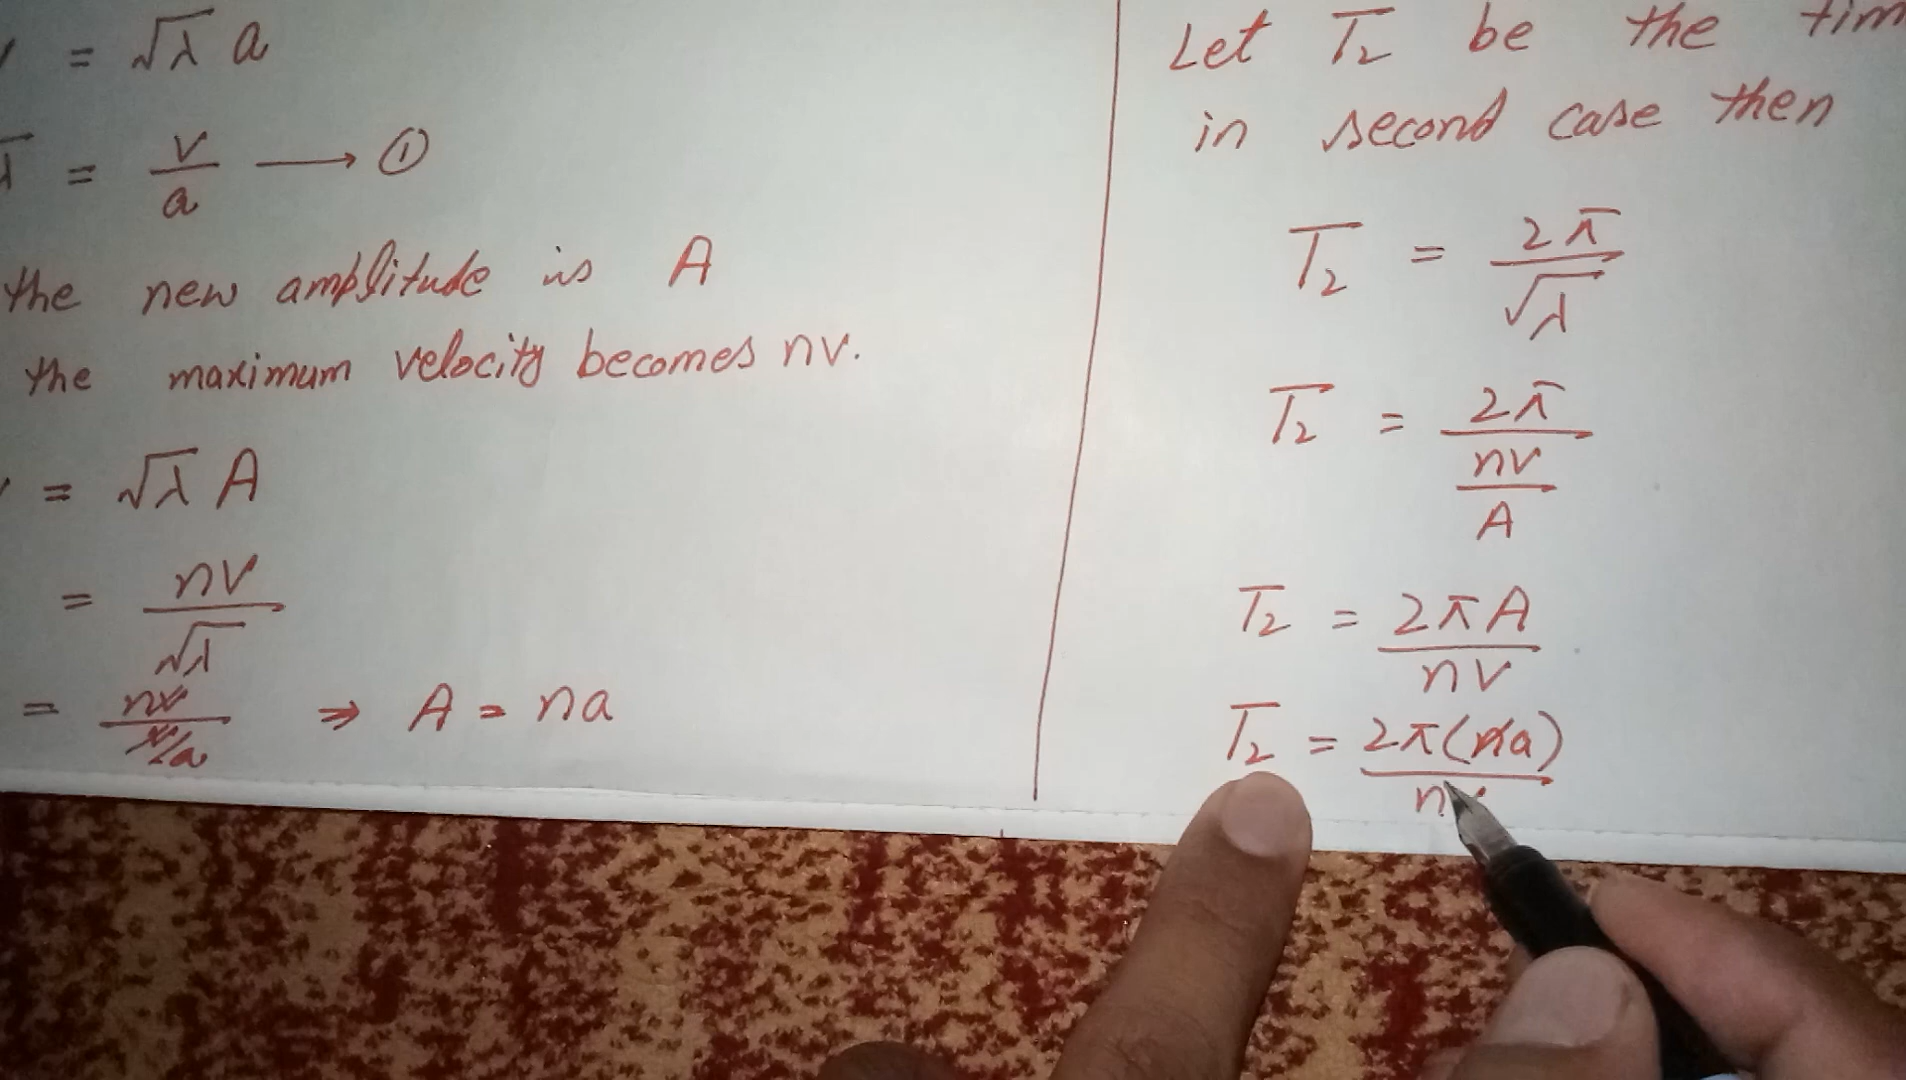 = √λ a
= v/a → ①
the new amplitude is A
the maximum velocity becomes nv.
= √λ A
= nv/√λ
= nv/v/a ⇒ A = na
Let T₂ be the
in second case then
T₂ = 2π/√λ
T₂ = 2π/nv/A
T₂ = 2πA/nv
T₂ = 2π(na)/n